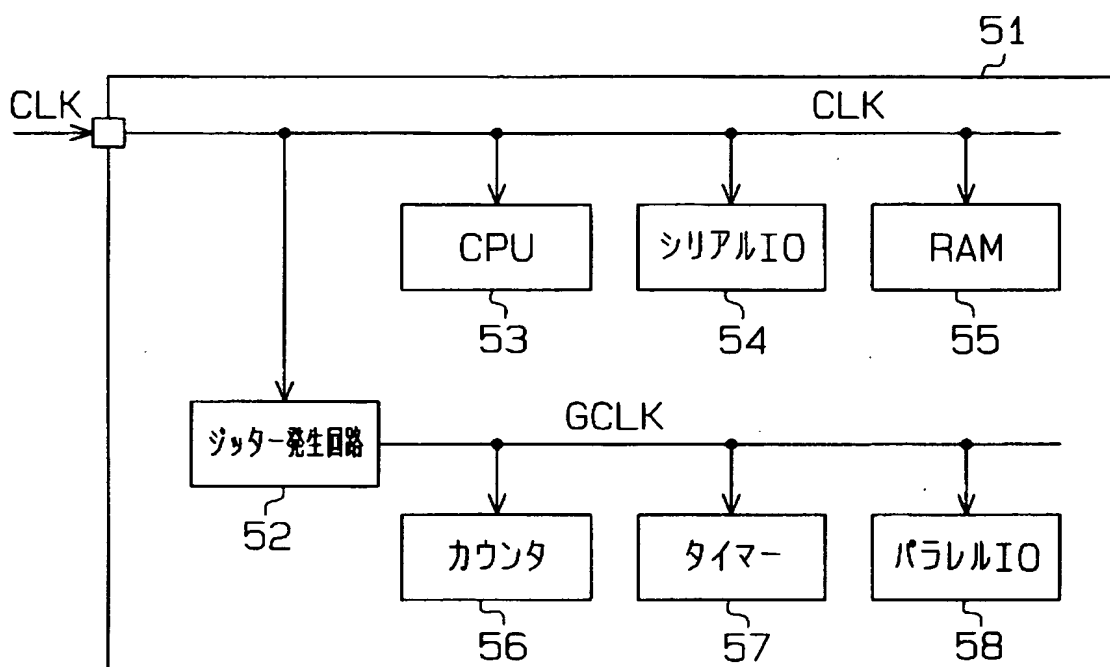 51
CLK
CLK
CPU
シリアルIO
RAM
53
54
55
GCLK
ジッター発生回路
52
カウンタ
タイマー
パラレルIO
56
57
58